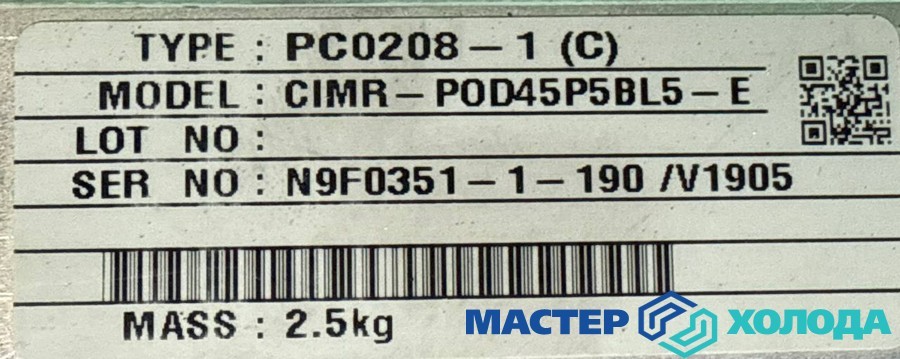 TYPE : PC0208-1 (C)
MODEL : CIMR-P0D45P5BL5-E
LOT NO :
SER NO : N9F0351-1-190 /V1905
MASS : 2.5kg
МАСТЕР ХОЛОДА